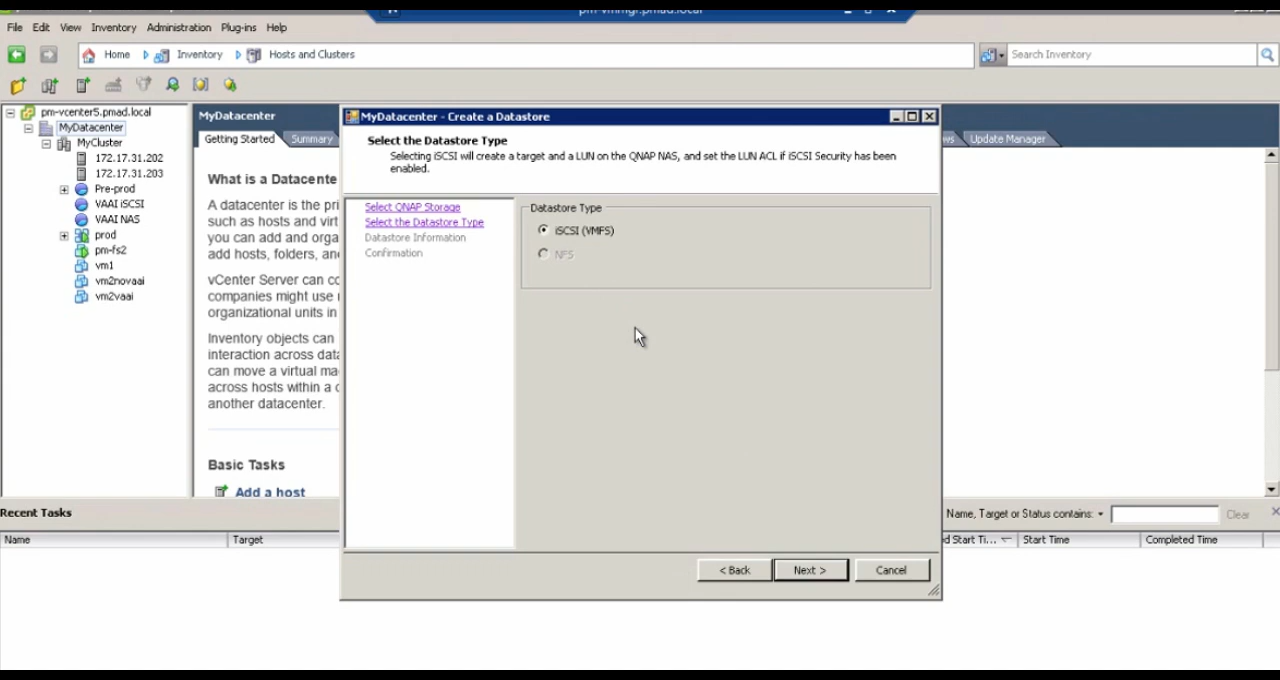 pm-vmmgr.pmad.local
File Edit View Inventory Administration Plug-ins Help
Home Inventory Hosts and Clusters
Search Inventory
pm-vcenter5.pmad.local
MyDatacenter
MyCluster
172.17.31.202
172.17.31.203
Pre-prod
VAAI iSCSI
VAAI NAS
prod
pm-fs2
vm1
vm2novaai
vm2vaai
MyDatacenter
Getting Started Summary
Update Manager
What is a Datacente
A datacenter is the pri
such as hosts and virt
you can add and orga
add hosts, folders, an
vCenter Server can co
companies might use
organizational units in
Inventory objects can
interaction across data
can move a virtual ma
across hosts within a c
another datacenter.
Basic Tasks
Add a host
MyDatacenter - Create a Datastore
Select the Datastore Type
Selecting iSCSI will create a target and a LUN on the QNAP NAS, and set the LUN ACL if iSCSI Security has been
enabled.
Select QNAP Storage
Select the Datastore Type
Datastore Information
Confirmation
Datastore Type
iSCSI (VMFS)
NFS
< Back Next > Cancel
Recent Tasks
Name, Target or Status contains: Clear
Name Target d Start Ti... Start Time Completed Time